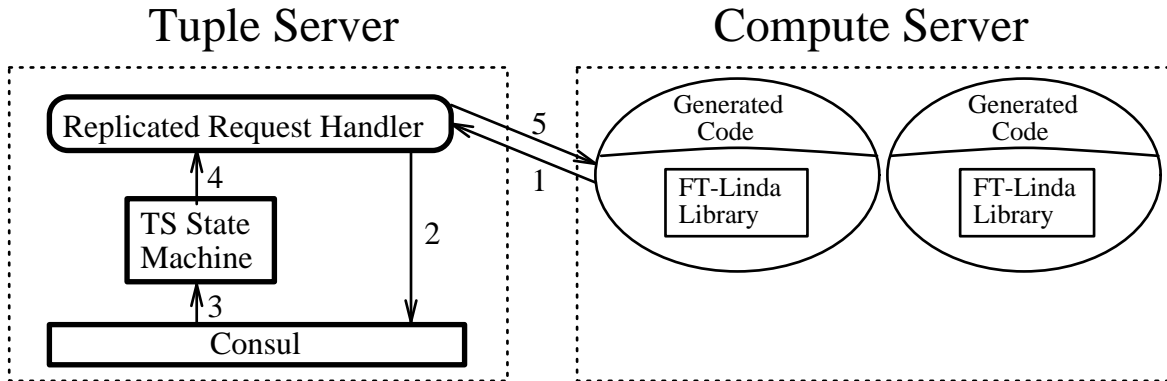 Tuple Server
Compute Server
Replicated Request Handler
5
1
4
TS State
Machine
2
3
Consul
Generated
Code
FT-Linda
Library
Generated
Code
FT-Linda
Library